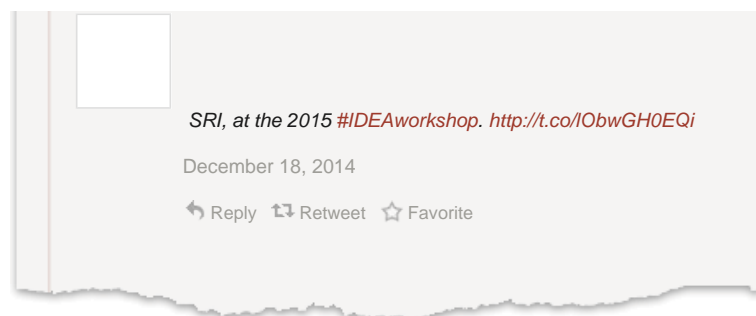 SRI, at the 2015 #IDEAworkshop. http://t.co/lObwGH0EQi
December 18, 2014
Reply Retweet Favorite